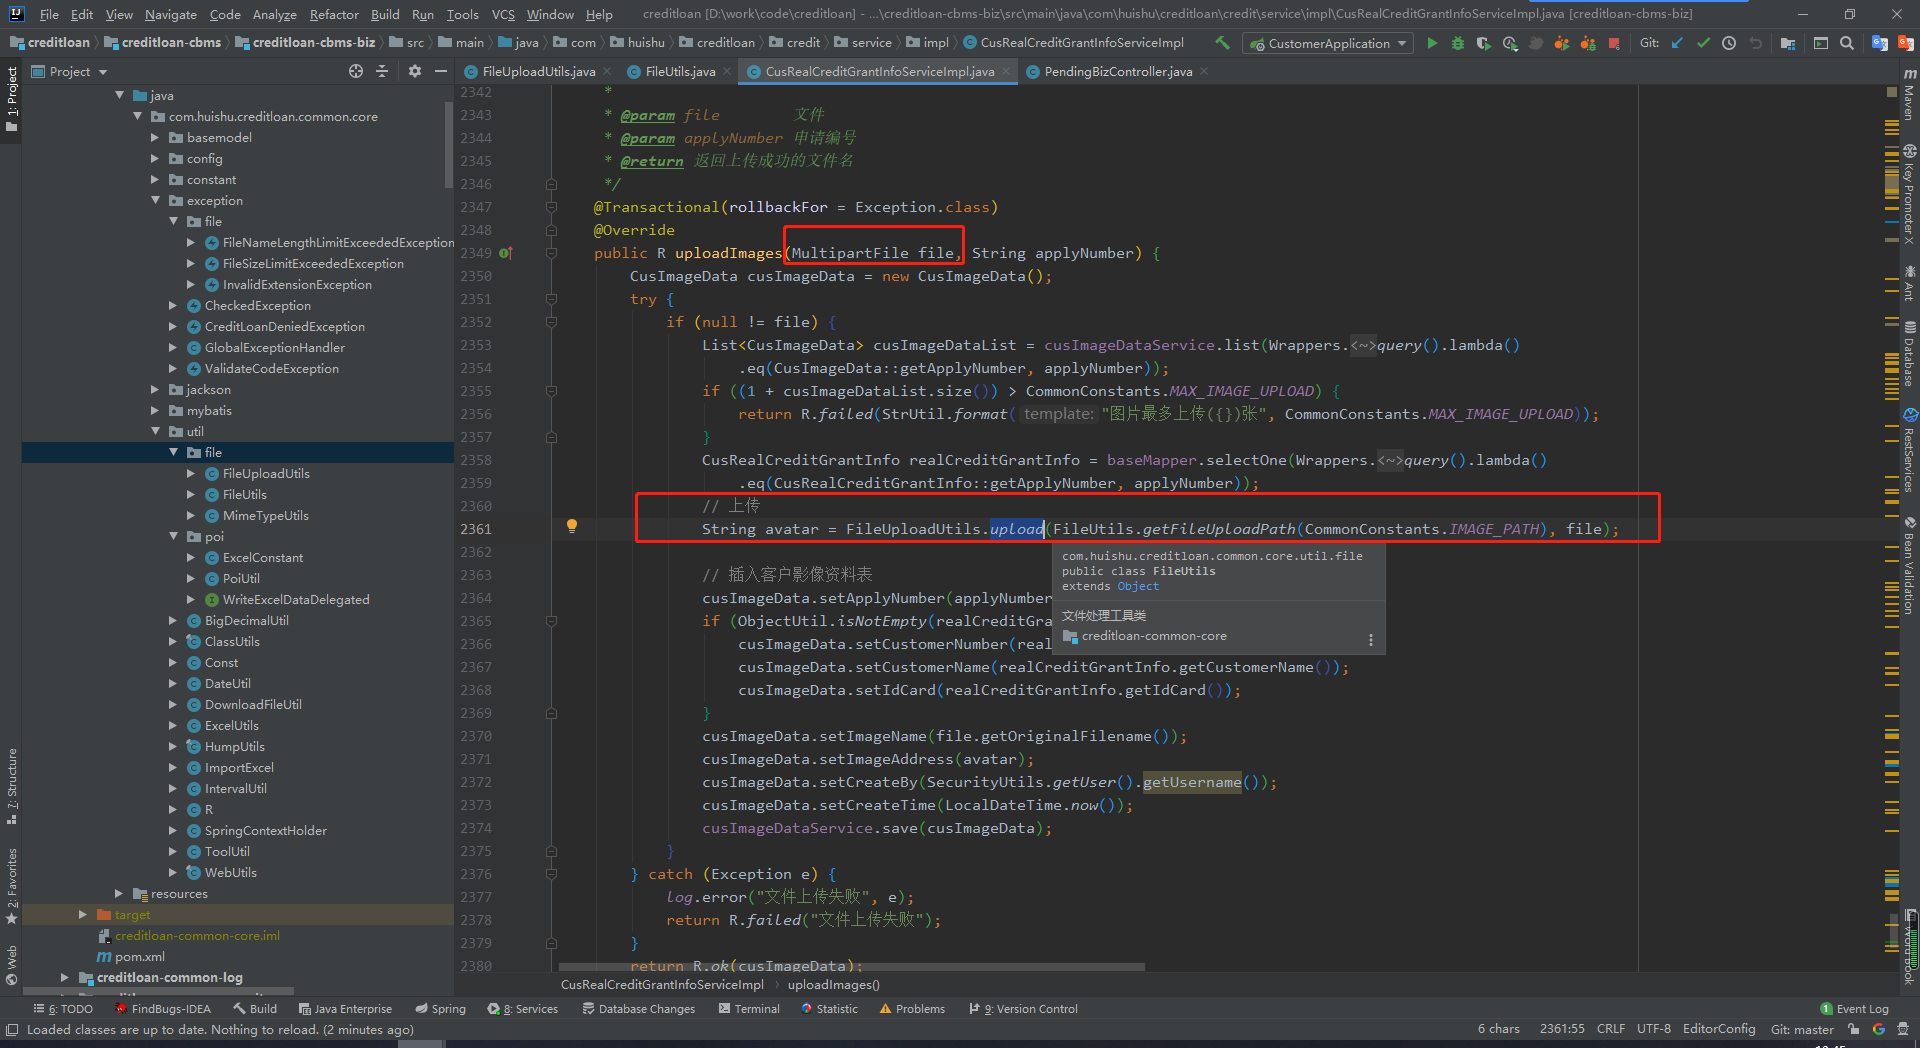 File Edit View Navigate Code Analyze Refactor Build Run Tools VCS Window Help creditloan [D:\work\code\creditloan] - ...\creditloan-cbms-biz\src\main\java\com\huishu\creditloan\credit\service\impl\CusRealCreditGrantInfoServiceImpl.java [creditloan-cbms-biz]
creditloan creditloan-cbms creditloan-cbms-biz src main java com huishu creditloan credit service impl CusRealCreditGrantInfoServiceImpl CustomerApplication Git:
Project FileUploadUtils.java FileUtils.java CusRealCreditGrantInfoServiceImpl.java PendingBizController.java
1: Project
7: Structure
2: Favorites
Web
java
com.huishu.creditloan.common.core
basemodel
config
constant
exception
file
FileNameLengthLimitExceededException
FileSizeLimitExceededException
InvalidExtensionException
CheckedException
CreditLoanDeniedException
GlobalExceptionHandler
ValidateCodeException
jackson
mybatis
util
file
FileUploadUtils
FileUtils
MimeTypeUtils
poi
ExcelConstant
PoiUtil
WriteExcelDataDelegated
BigDecimalUtil
ClassUtils
Const
DateUtil
DownloadFileUtil
ExcelUtils
HumpUtils
ImportExcel
IntervalUtil
R
SpringContextHolder
ToolUtil
WebUtils
resources
target
creditloan-common-core.iml
pom.xml
creditloan-common-log
2342 *
2343 * @param file 文件
2344 * @param applyNumber 申请编号
2345 * @return 返回上传成功的文件名
2346 */
2347 @Transactional(rollbackFor = Exception.class)
2348 @Override
2349 public R uploadImages(MultipartFile file, String applyNumber) {
2350 CusImageData cusImageData = new CusImageData();
2351 try {
2352 if (null != file) {
2353 List<CusImageData> cusImageDataList = cusImageDataService.list(Wrappers.<~>query().lambda()
2354 .eq(CusImageData::getApplyNumber, applyNumber));
2355 if ((1 + cusImageDataList.size()) > CommonConstants.MAX_IMAGE_UPLOAD) {
2356 return R.failed(StrUtil.format( template: "图片最多上传({})张", CommonConstants.MAX_IMAGE_UPLOAD));
2357 }
2358 CusRealCreditGrantInfo realCreditGrantInfo = baseMapper.selectOne(Wrappers.<~>query().lambda()
2359 .eq(CusRealCreditGrantInfo::getApplyNumber, applyNumber));
2360 // 上传
2361 String avatar = FileUploadUtils.upload(FileUtils.getFileUploadPath(CommonConstants.IMAGE_PATH), file);
2362
2363 // 插入客户影像资料表
2364 cusImageData.setApplyNumber(applyNumber
2365 if (ObjectUtil.isNotEmpty(realCreditGra
2366 cusImageData.setCustomerNumber(real
2367 cusImageData.setCustomerName(realCreditGrantInfo.getCustomerName());
2368 cusImageData.setIdCard(realCreditGrantInfo.getIdCard());
2369 }
2370 cusImageData.setImageName(file.getOriginalFilename());
2371 cusImageData.setImageAddress(avatar);
2372 cusImageData.setCreateBy(SecurityUtils.getUser().getUsername());
2373 cusImageData.setCreateTime(LocalDateTime.now());
2374 cusImageDataService.save(cusImageData);
2375 }
2376 } catch (Exception e) {
2377 log.error("文件上传失败", e);
2378 return R.failed("文件上传失败");
2379 }
2380 return R.ok(cusImageData);
com.huishu.creditloan.common.core.util.file
public class FileUtils
extends Object
文件处理工具类
creditloan-common-core
CusRealCreditGrantInfoServiceImpl uploadImages()
Maven
Key Promoter X
Ant
Database
RestServices
Bean Validation
Word Book
6: TODO FindBugs-IDEA Build Java Enterprise Spring 8: Services Database Changes Terminal Statistic Problems 9: Version Control 1 Event Log
Loaded classes are up to date. Nothing to reload. (2 minutes ago) 6 chars 2361:55 CRLF UTF-8 EditorConfig Git: master